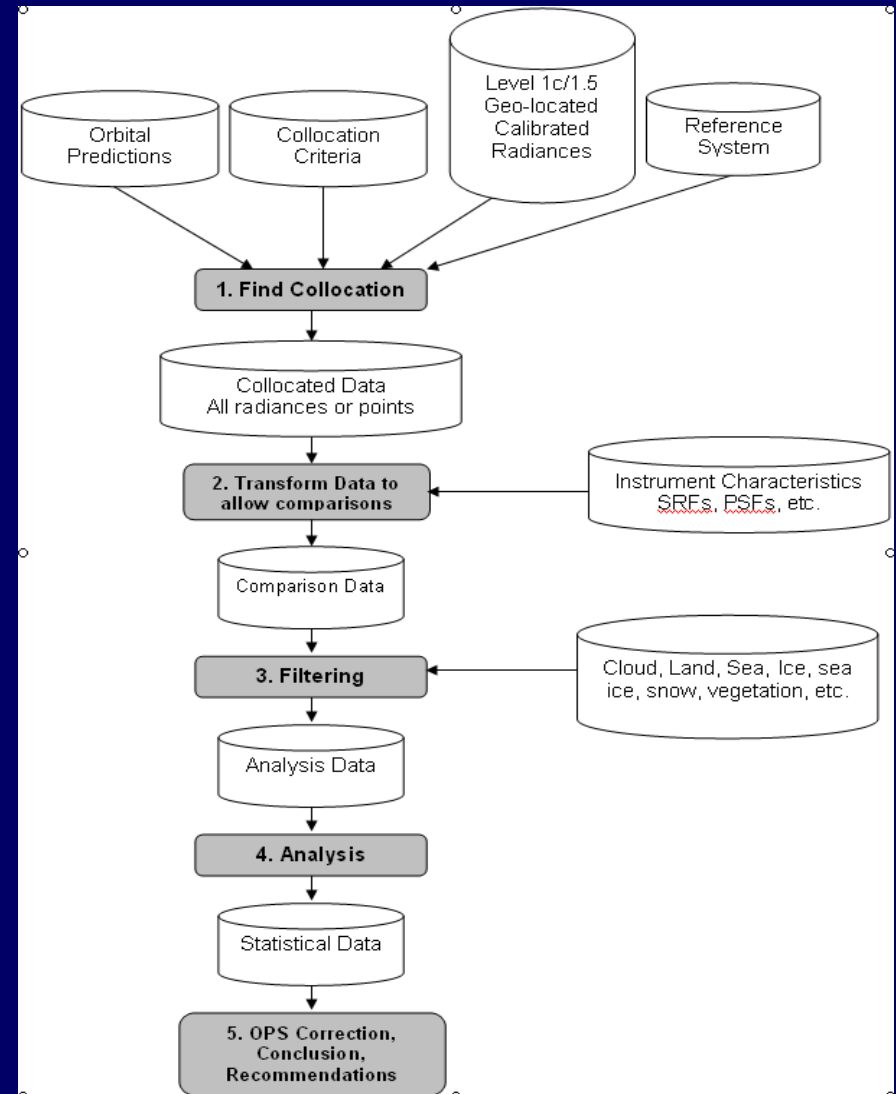 Orbital
Predictions
Collocation
Criteria
Level 1c/1.5
Geo-located
Calibrated
Radiances
Reference
System
1. Find Collocation
Collocated Data
All radiances or points
2. Transform Data to
allow comparisons
Instrument Characteristics
SRFs, PSFs, etc.
Comparison Data
3. Filtering
Cloud, Land, Sea, Ice, sea
ice, snow, vegetation, etc.
Analysis Data
4. Analysis
Statistical Data
5. OPS Correction,
Conclusion,
Recommendations